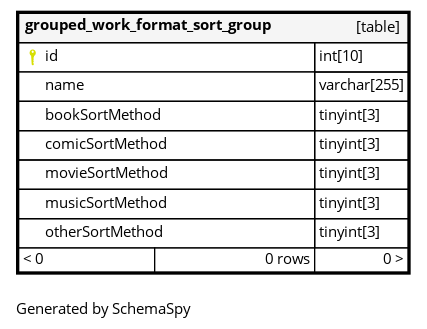 grouped_work_format_sort_group [table]
id int[10]
name varchar[255]
bookSortMethod tinyint[3]
comicSortMethod tinyint[3]
movieSortMethod tinyint[3]
musicSortMethod tinyint[3]
otherSortMethod tinyint[3]
< 0 0 rows 0 >
Generated by SchemaSpy